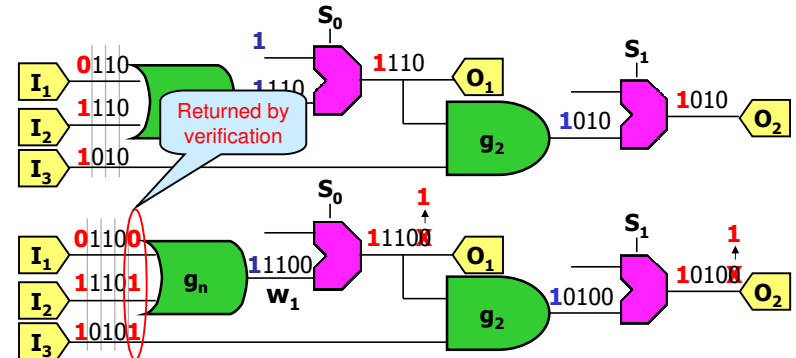 S₀
1
S₁
0110
1110
1110
I₁
O₁
Returned by
verification
1110
I₂
1010
1010
O₂
g₂
1010
I₃
S₀
1
S₁
1
01100
11100
I₁
O₁
gₙ
11100
w₁
11101
I₂
10100
10100
O₂
g₂
10101
I₃